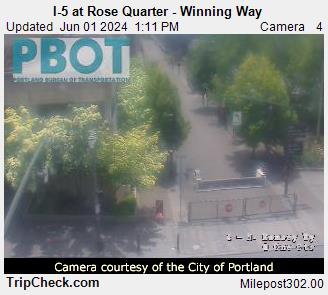 I-5 at Rose Quarter - Winning Way
Updated Jun 01 2024 1:11 PM Camera 4
PBOT
PORTLAND BUREAU OF TRANSPORTATION
Camera courtesy of the City of Portland
TripCheck.com Milepost302.00